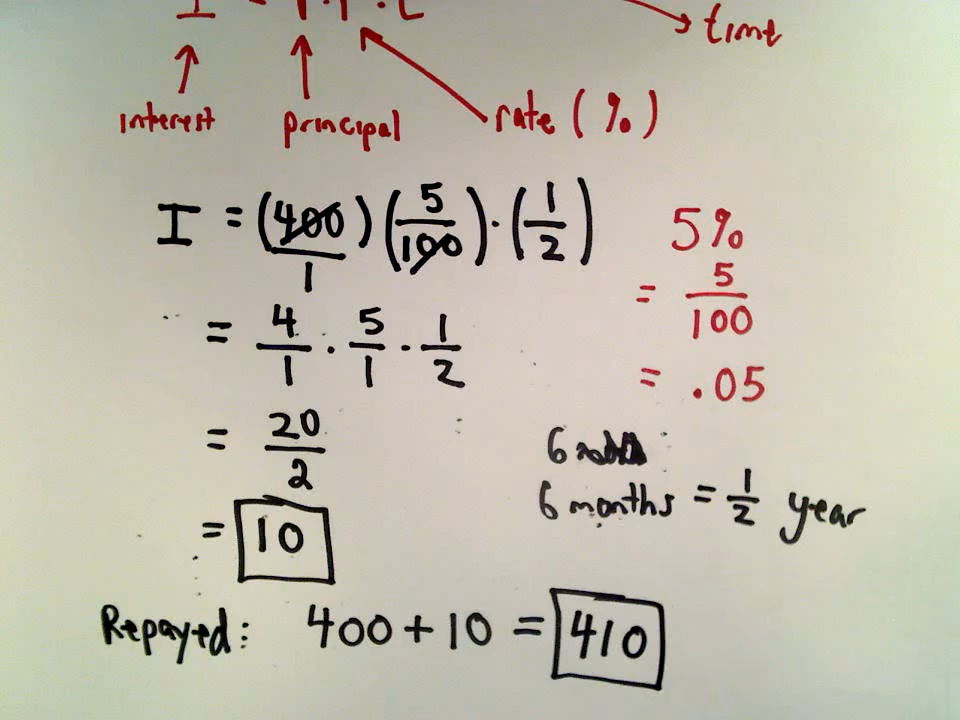 I = P · r · t
time
interest
principal
rate (%)
I = (400)/1 (5/100) · (1/2)
= 4/1 · 5/1 · 1/2
= 20/2
= 10
5%
= 5/100
= .05
6
6 months = 1/2 year
Repayed: 400 + 10 = 410